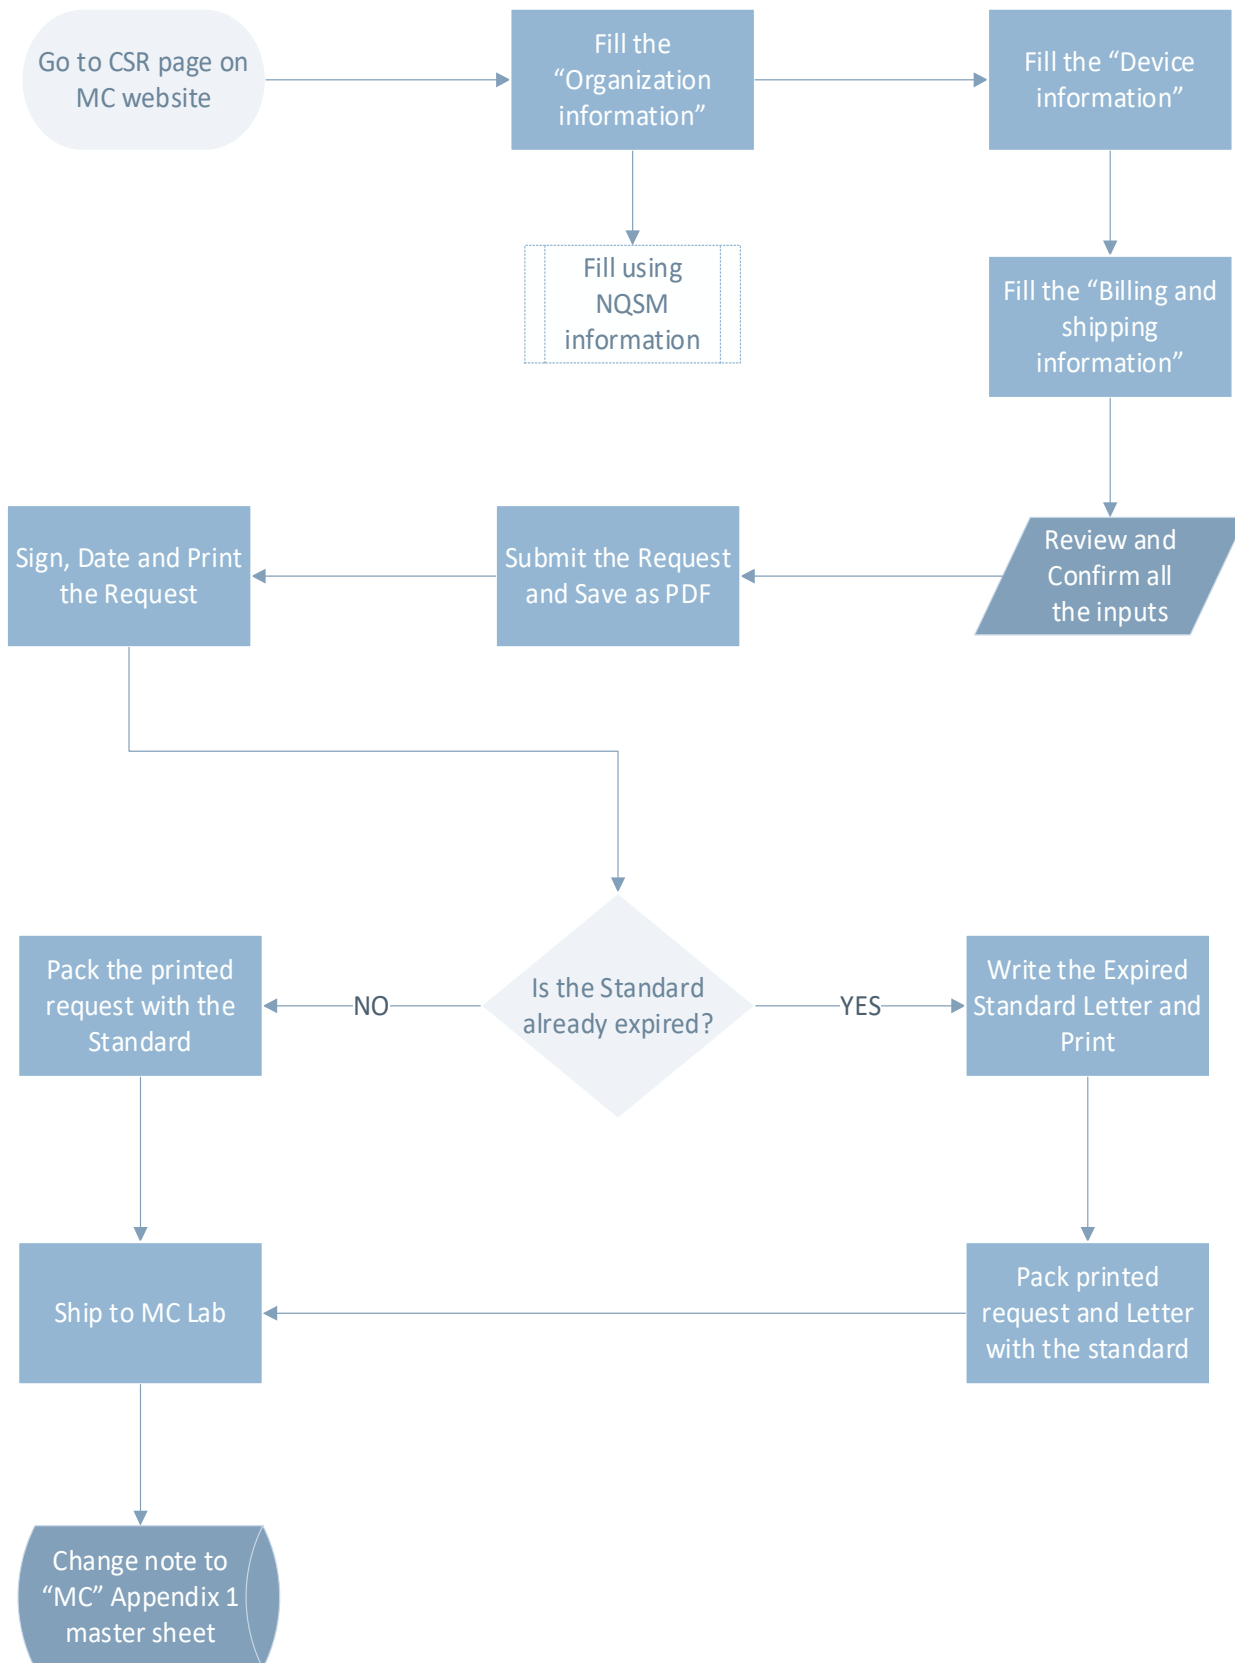 Go to CSR page on
MC website
Fill the
“Organization
information”
Fill the “Device
information”
Fill using
NQSM
information
Fill the “Billing and
shipping
information”
Sign, Date and Print
the Request
Submit the Request
and Save as PDF
Review and
Confirm all
the inputs
Pack the printed
request with the
Standard
NO
Is the Standard
already expired?
YES
Write the Expired
Standard Letter and
Print
Ship to MC Lab
Pack printed
request and Letter
with the standard
Change note to
“MC” Appendix 1
master sheet